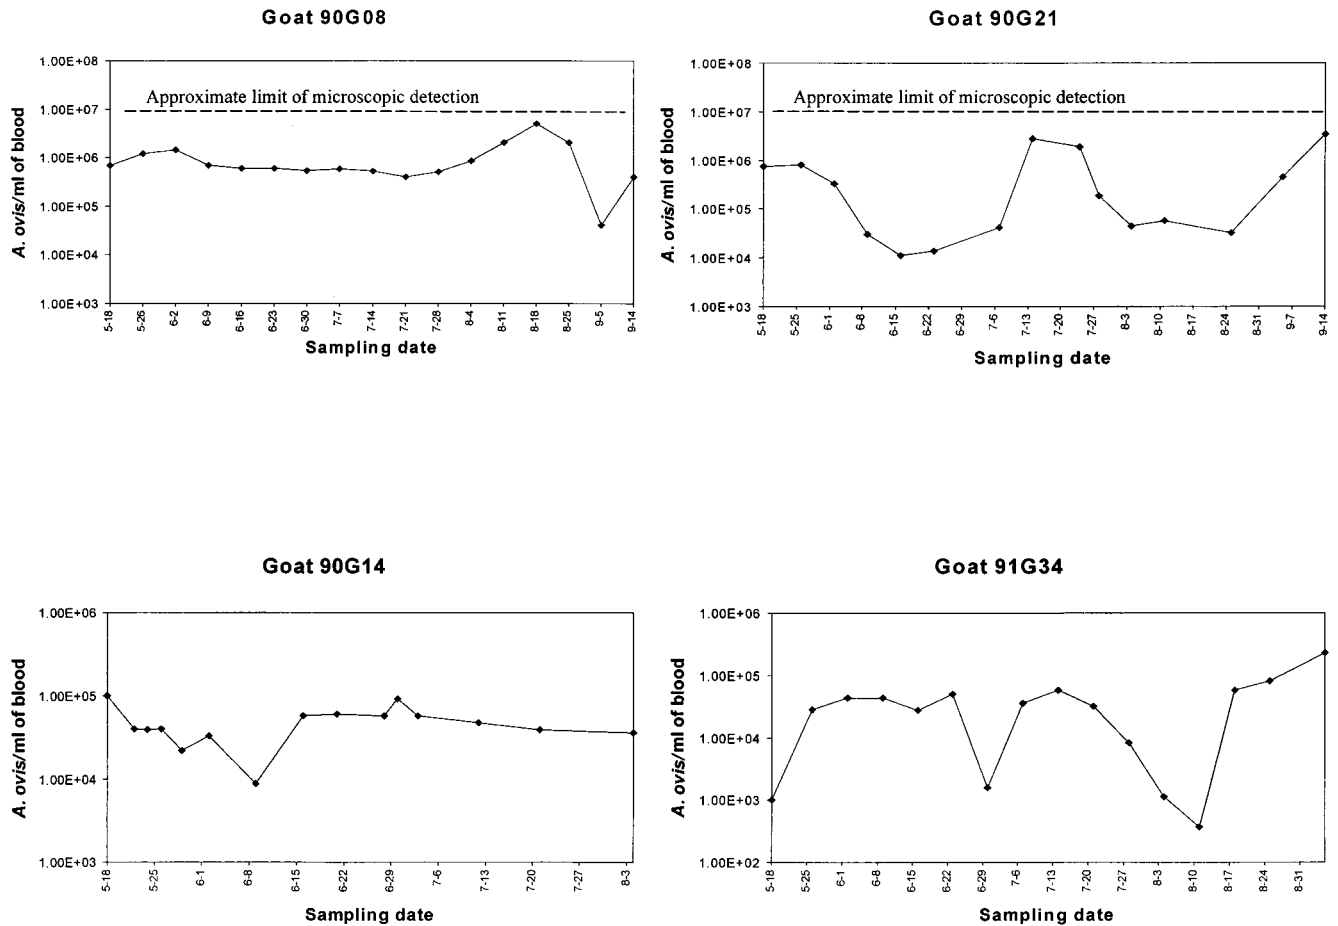 Goat 90G08
1.00E+08
1.00E+07
1.00E+06
1.00E+05
1.00E+04
1.00E+03
A. ovis/ml of blood
Approximate limit of microscopic detection
5-18 5-26 6-2 6-9 6-16 6-23 6-30 7-7 7-14 7-21 7-28 8-4 8-11 8-18 8-25 9-5 9-14
Sampling date
Goat 90G21
1.00E+08
1.00E+07
1.00E+06
1.00E+05
1.00E+04
1.00E+03
A. ovis/ml of blood
Approximate limit of microscopic detection
5-18 5-25 6-1 6-8 6-15 6-22 6-29 7-6 7-13 7-20 7-27 8-3 8-10 8-17 8-24 8-31 9-7 9-14
Sampling date
Goat 90G14
1.00E+06
1.00E+05
1.00E+04
1.00E+03
A. ovis/ml of blood
5-18 5-25 6-1 6-8 6-15 6-22 6-29 7-6 7-13 7-20 7-27 8-3
Sampling date
Goat 91G34
1.00E+06
1.00E+05
1.00E+04
1.00E+03
1.00E+02
A. ovis/ml of blood
5-18 5-25 6-1 6-8 6-15 6-22 6-29 7-6 7-13 7-20 7-27 8-3 8-10 8-17 8-24 8-31
Sampling date